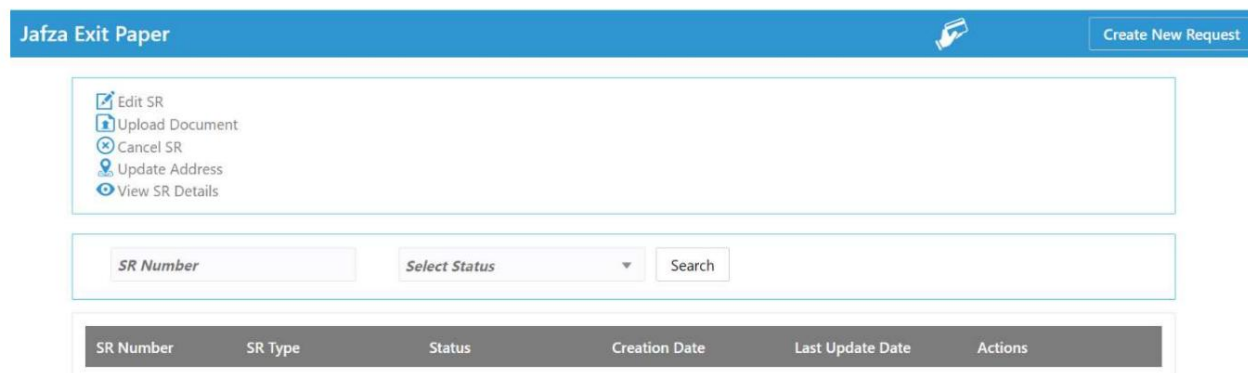 Jafza Exit Paper Create New Request
Edit SR
Upload Document
Cancel SR
Update Address
View SR Details
SR Number Select Status Search
SR Number SR Type Status Creation Date Last Update Date Actions